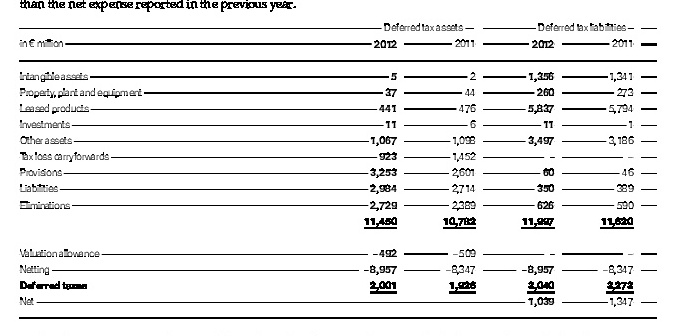 than the net expense reported in the previous year.
Deferred tax assets Deferred tax liabilities
in € million 2012 2011 2012 2011
Intangible assets 5 2 1,356 1,341
Property, plant and equipment 37 44 260 273
Leased products 441 476 5,837 5,794
Investments 11 6 11 1
Other assets 1,067 1,098 3,497 3,186
Tax loss carryforwards 923 1,452 – –
Provisions 3,253 2,601 60 46
Liabilities 2,984 2,714 350 389
Eliminations 2,729 2,389 626 590
11,450 10,782 11,997 11,620
Valuation allowance –492 –509 – –
Netting –8,957 –8,347 –8,957 –8,347
Deferred taxes 2,001 1,926 3,040 3,273
Net 1,039 1,347